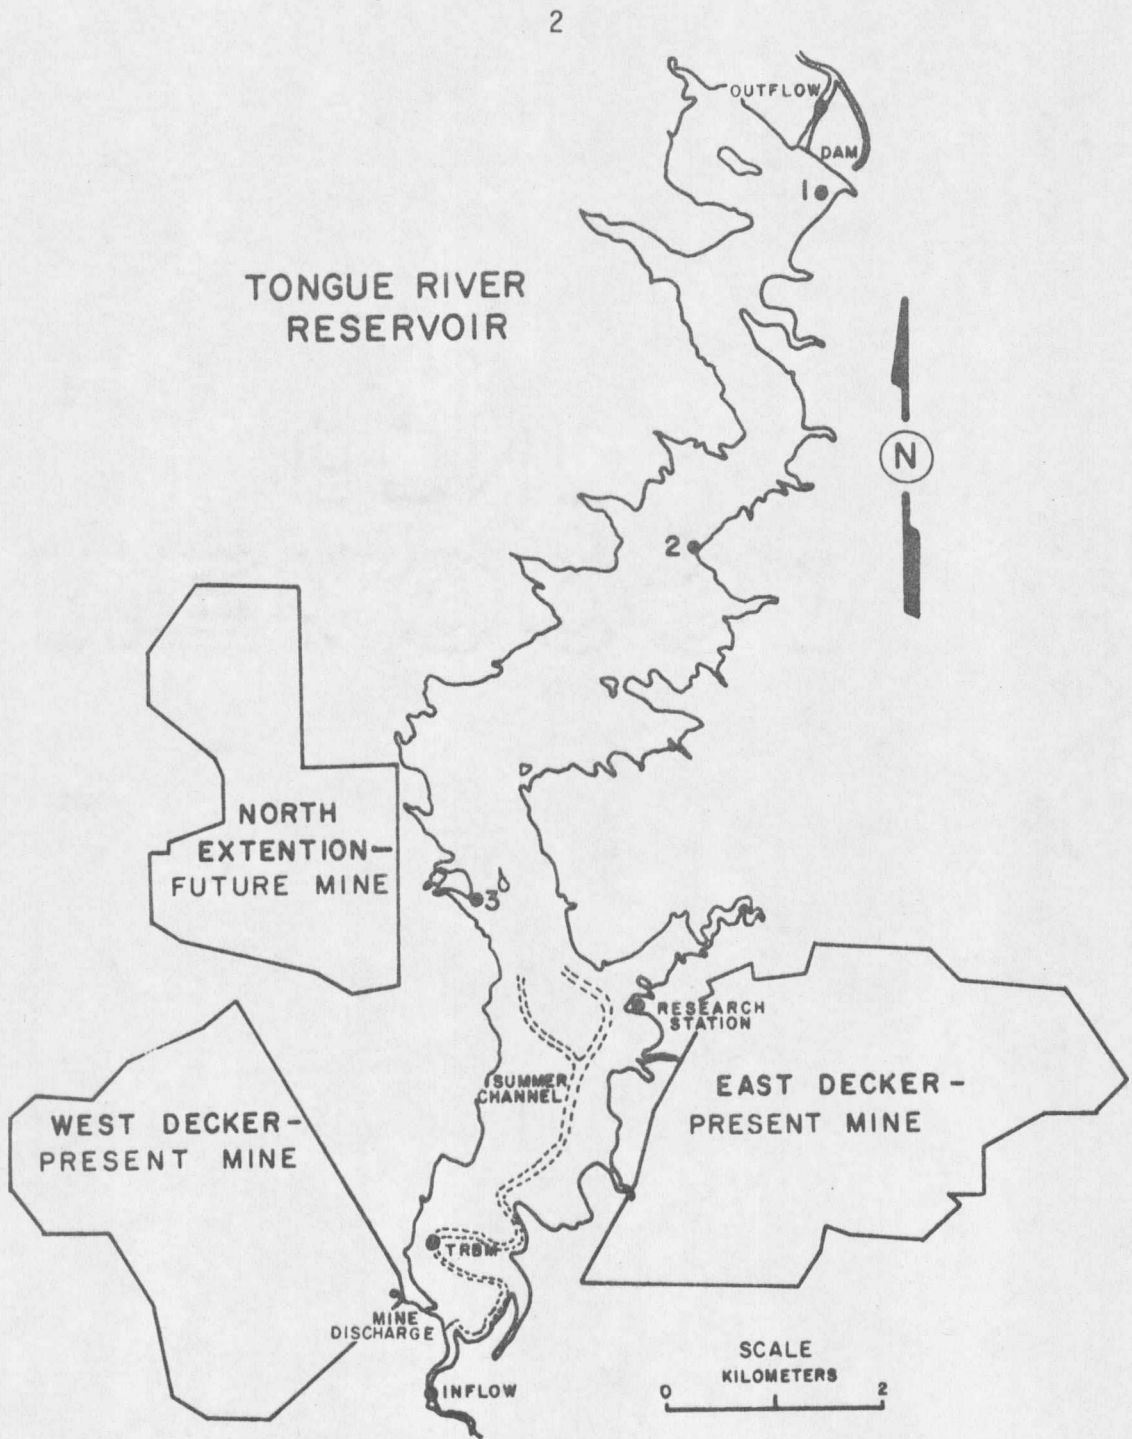 2
OUTFLOW
DAM
1
TONGUE RIVER
RESERVOIR
N
2
NORTH
EXTENTION-
FUTURE MINE
3
RESEARCH
STATION
SUMMER
CHANNEL
EAST DECKER-
PRESENT MINE
WEST DECKER-
PRESENT MINE
TRBM
MINE
DISCHARGE
INFLOW
SCALE
KILOMETERS
0 2